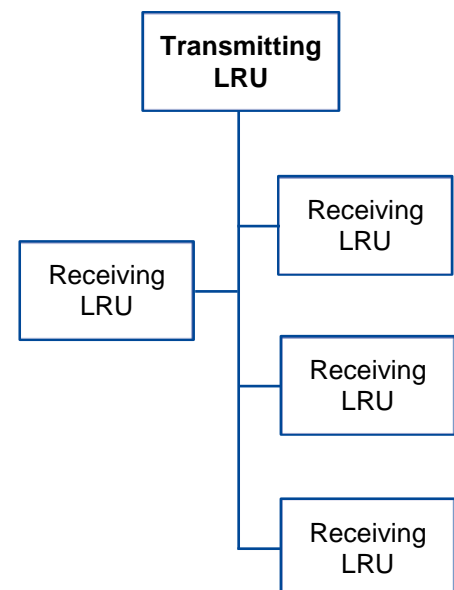 Transmitting
LRU
Receiving
LRU
Receiving
LRU
Receiving
LRU
Receiving
LRU